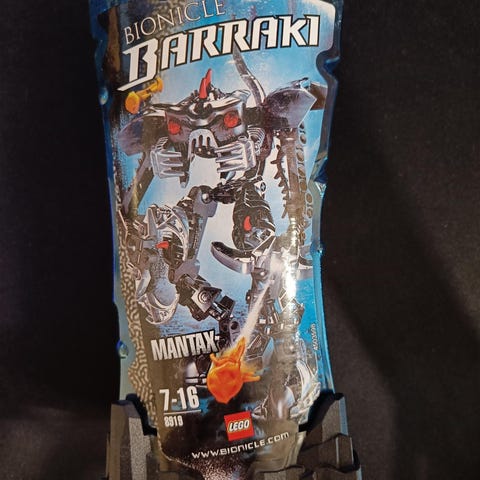 BIONICLE
BARRAKI
MANTAX
7-16
8919
LEGO
WWW.BIONICLE.COM